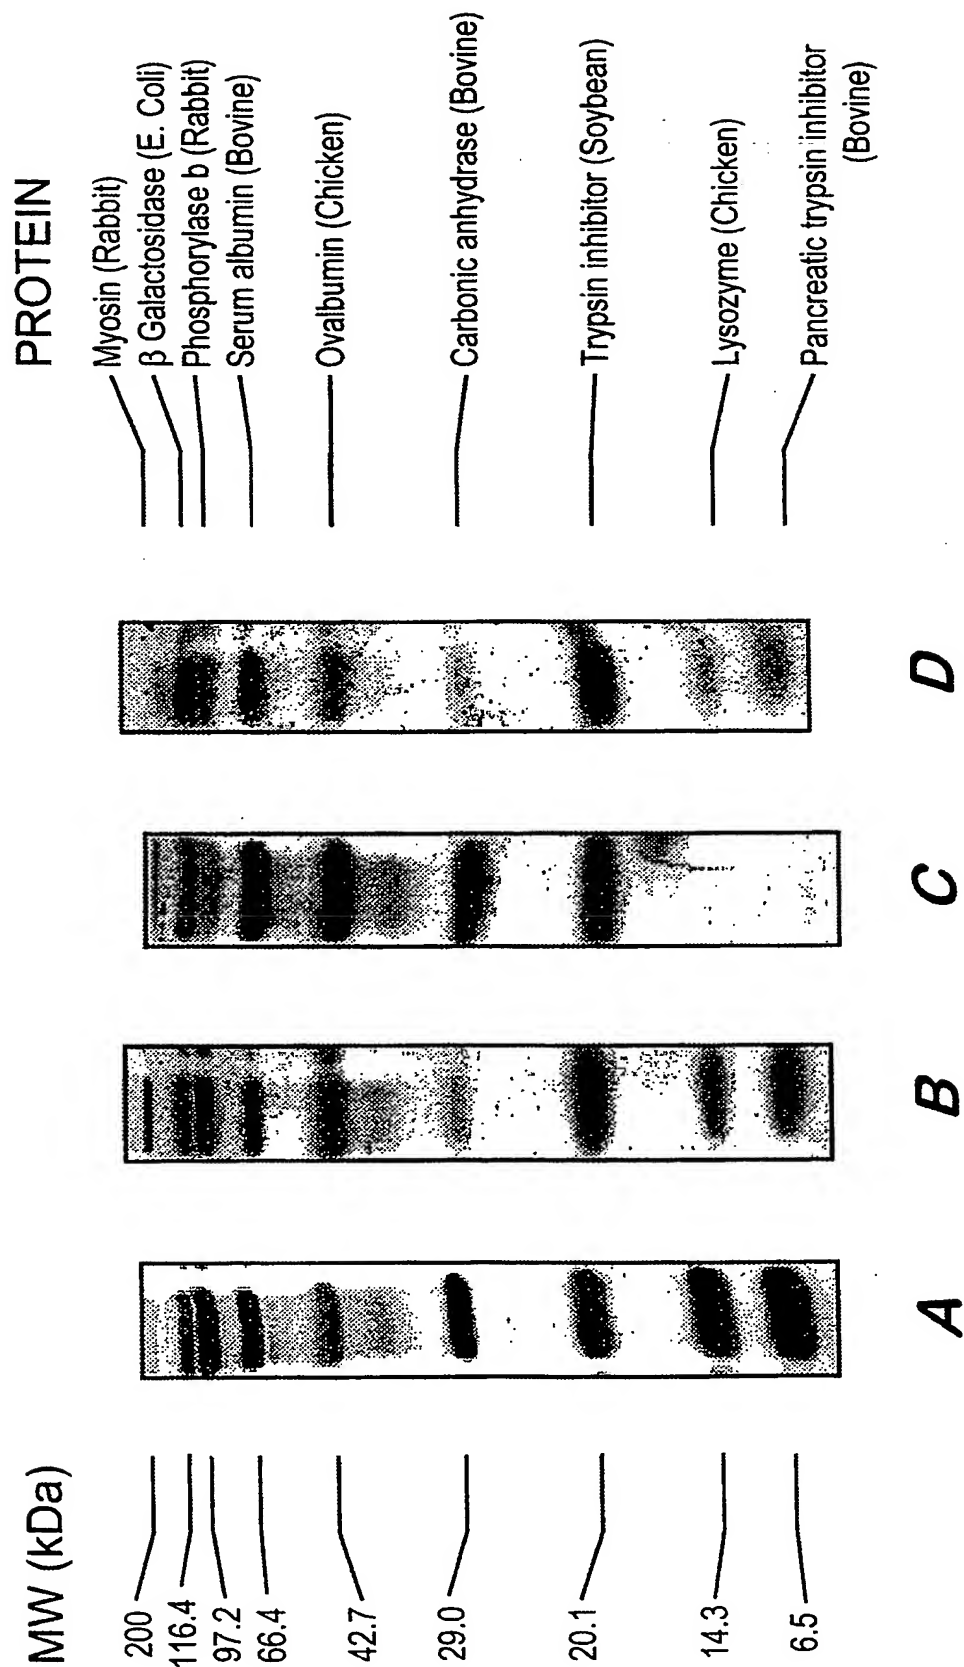 MW (kDa)
200
116.4
97.2
66.4
42.7
29.0
20.1
14.3
6.5
A
B
C
D
PROTEIN
Myosin (Rabbit)
β Galactosidase (E. Coli)
Phosphorylase b (Rabbit)
Serum albumin (Bovine)
Ovalbumin (Chicken)
Carbonic anhydrase (Bovine)
Trypsin inhibitor (Soybean)
Lysozyme (Chicken)
Pancreatic trypsin inhibitor
(Bovine)